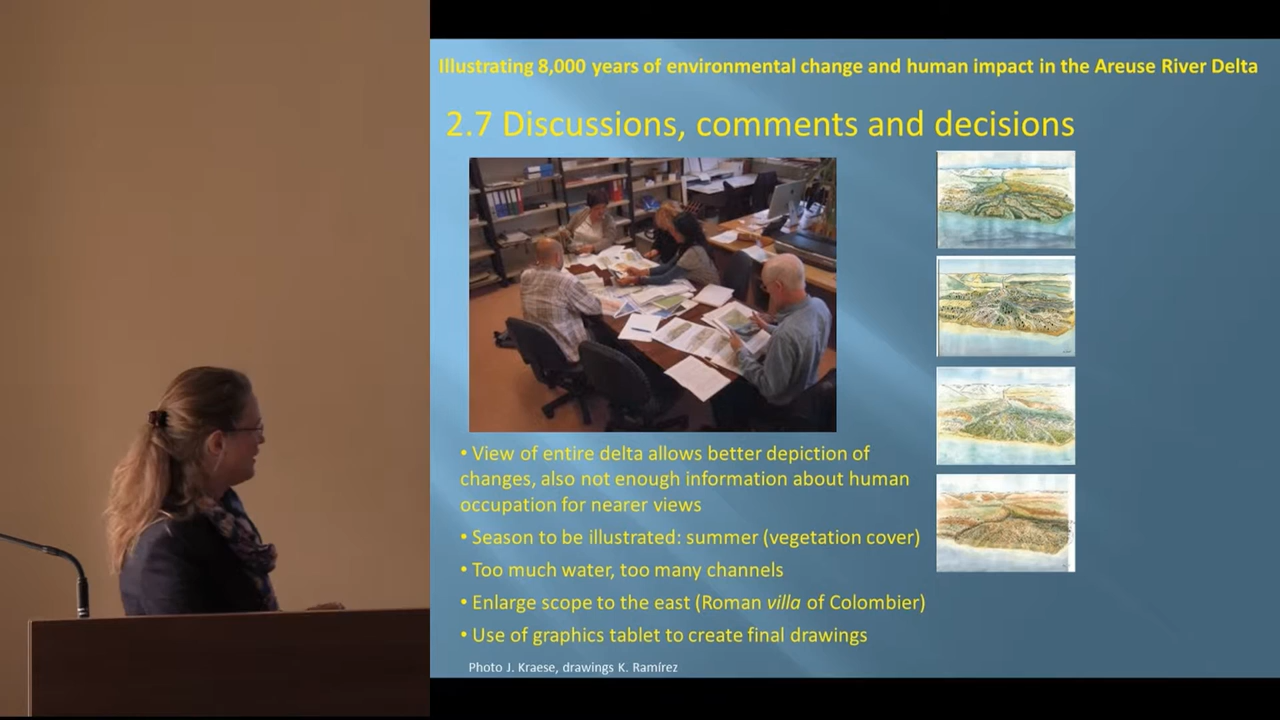 Illustrating 8,000 years of environmental change and human impact in the Areuse River Delta
2.7 Discussions, comments and decisions
• View of entire delta allows better depiction of
changes, also not enough information about human
occupation for nearer views
• Season to be illustrated: summer (vegetation cover)
• Too much water, too many channels
• Enlarge scope to the east (Roman villa of Colombier)
• Use of graphics tablet to create final drawings
Photo J. Kraese, drawings K. Ramírez